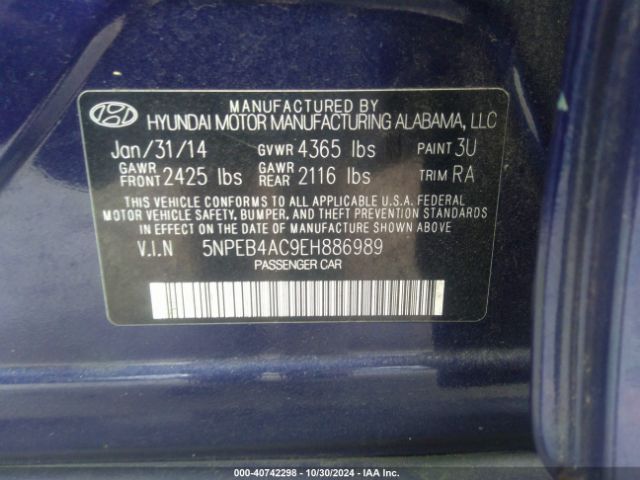 MANUFACTURED BY
HYUNDAI MOTOR MANUFACTURING ALABAMA, LLC
Jan/31/14 GVWR 4365 lbs PAINT 3U
GAWR FRONT 2425 lbs GAWR REAR 2116 lbs TRIM RA
THIS VEHICLE CONFORMS TO ALL APPLICABLE U.S.A. FEDERAL
MOTOR VEHICLE SAFETY, BUMPER, AND THEFT PREVENTION STANDARDS
IN EFFECT ON THE DATE OF MANUFACTURE SHOWN ABOVE
V.I.N 5NPEB4AC9EH886989
PASSENGER CAR
© - 40742298 - 10/30/2024 - IAA Inc.